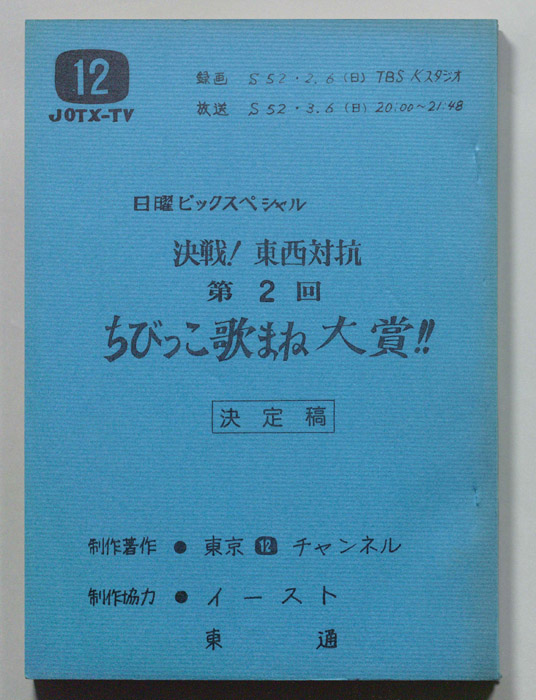 12
JOTX-TV
録画 S52・2.6(日) TBS Kスタジオ
放送 S52・3.6(日) 20:00~21:48
日曜ビックスペシャル
決戦!東西対抗
第2回
ちびっこ歌まね大賞!!
決定稿
制作著作 ● 東京12チャンネル
制作協力 ● イースト
東通